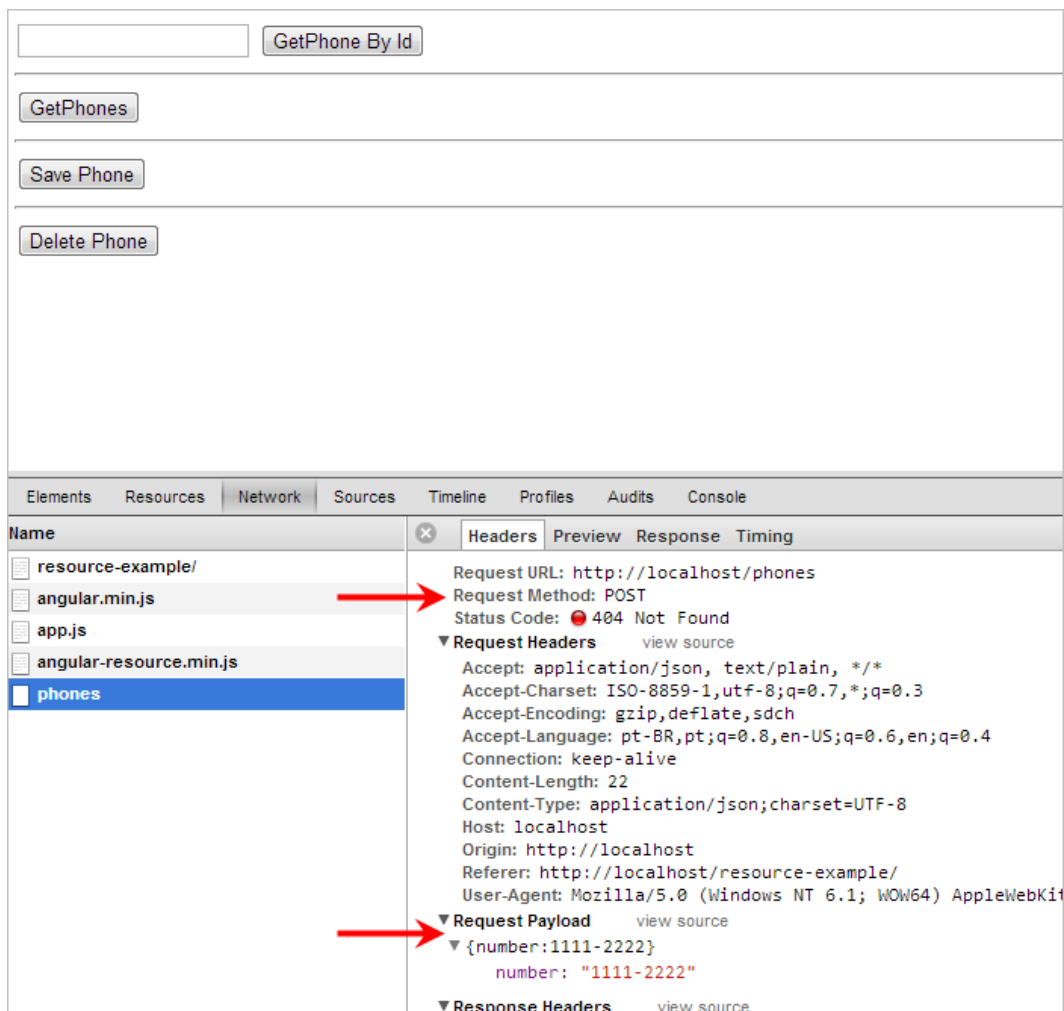 GetPhone By Id
GetPhones
Save Phone
Delete Phone
Elements Resources Network Sources Timeline Profiles Audits Console
Name
resource-example/
angular.min.js
app.js
angular-resource.min.js
phones
Headers Preview Response Timing
Request URL: http://localhost/phones
Request Method: POST
Status Code: 404 Not Found
▼Request Headers view source
Accept: application/json, text/plain, */*
Accept-Charset: ISO-8859-1,utf-8;q=0.7,*;q=0.3
Accept-Encoding: gzip,deflate,sdch
Accept-Language: pt-BR,pt;q=0.8,en-US;q=0.6,en;q=0.4
Connection: keep-alive
Content-Length: 22
Content-Type: application/json;charset=UTF-8
Host: localhost
Origin: http://localhost
Referer: http://localhost/resource-example/
User-Agent: Mozilla/5.0 (Windows NT 6.1; WOW64) AppleWebKit
▼Request Payload view source
▼{number:1111-2222}
number: "1111-2222"
▼Response Headers view source